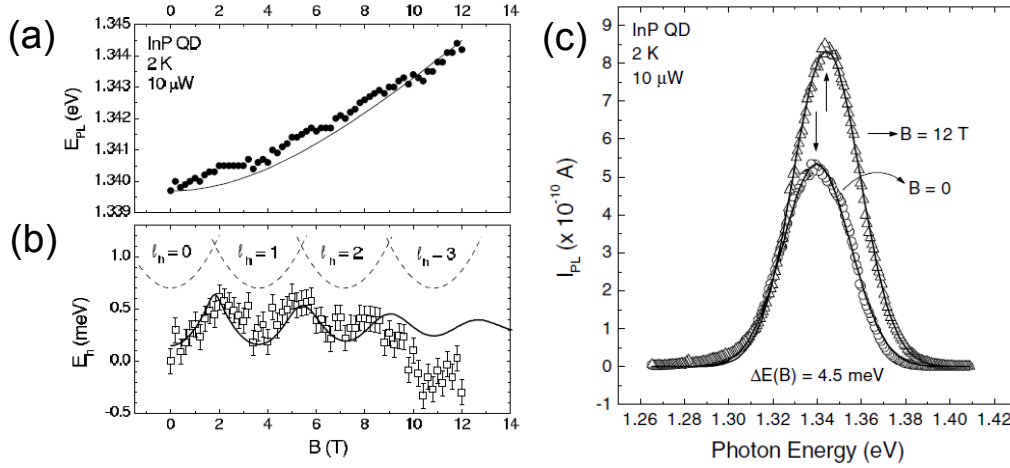 (a)
0 2 4 6 8 10 12 14
1.345
1.344
1.343
1.342
1.341
1.340
1.339
E_PL (eV)
InP QD
2 K
10 μW
(b)
1.0
0.5
0.0
-0.5
E_h (meV)
ℓ_h=0
ℓ_h=1
ℓ_h=2
ℓ_h-3
0 2 4 6 8 10 12 14
B (T)
(c)
9
8
7
6
5
4
3
2
1
0
-1
I_PL (x 10⁻¹⁰ A)
InP QD
2 K
10 μW
B = 12 T
B = 0
ΔE(B) = 4.5 meV
1.26 1.28 1.30 1.32 1.34 1.36 1.38 1.40 1.42
Photon Energy (eV)